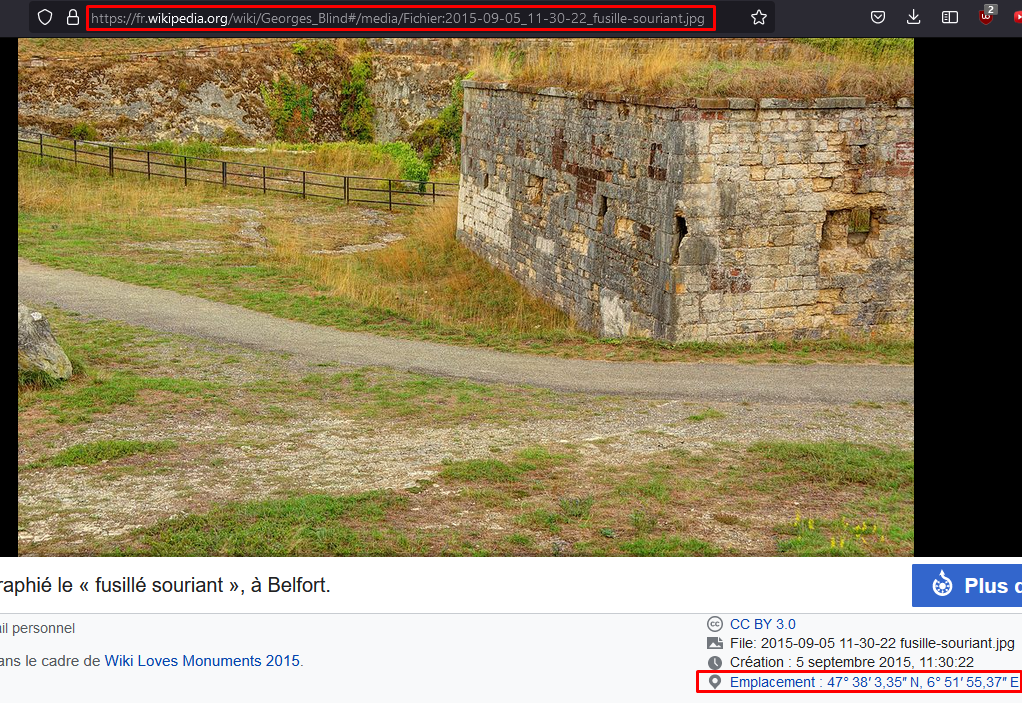 https://fr.wikipedia.org/wiki/Georges_Blind#/media/Fichier:2015-09-05_11-30-22_fusille-souriant.jpg
2
raphié le « fusillé souriant », à Belfort.
Plus d
il personnel
CC BY 3.0
File: 2015-09-05 11-30-22 fusille-souriant.jpg
ans le cadre de Wiki Loves Monuments 2015.
Création : 5 septembre 2015, 11:30:22
Emplacement : 47° 38′ 3,35″ N, 6° 51′ 55,37″ E